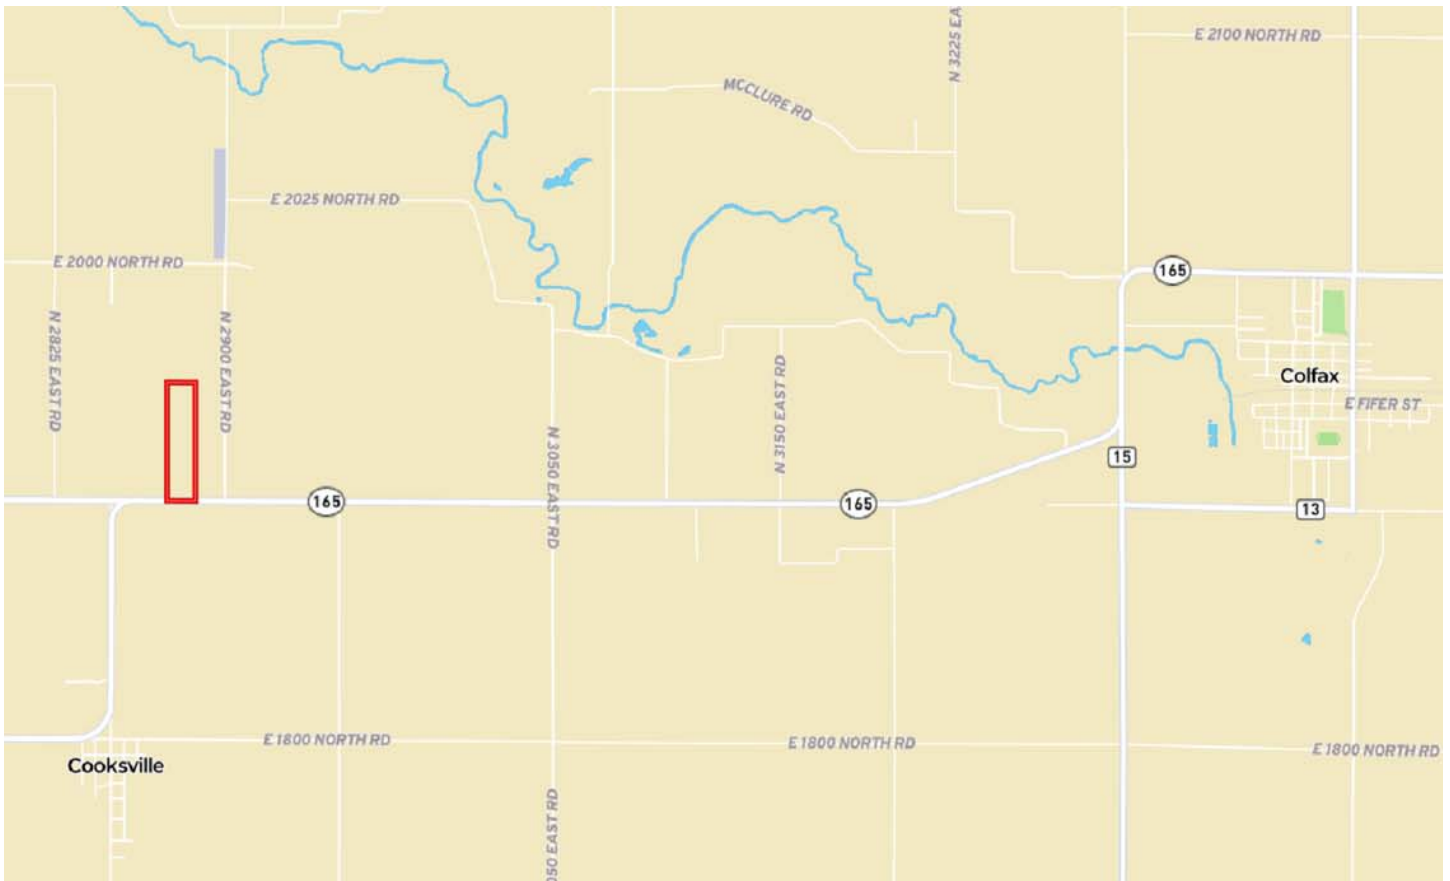 N 3225 EA
E 2100 NORTH RD
MCCLURE RD
E 2025 NORTH RD
E 2000 NORTH RD
165
N 2825 EAST RD
N 2900 EAST RD
N 3150 EAST RD
Colfax
E FIFER ST
N 3050 EAST RD
15
165
165
13
E 1800 NORTH RD
E 1800 NORTH RD
E 1800 NORTH RD
Cooksville
050 EAST RD